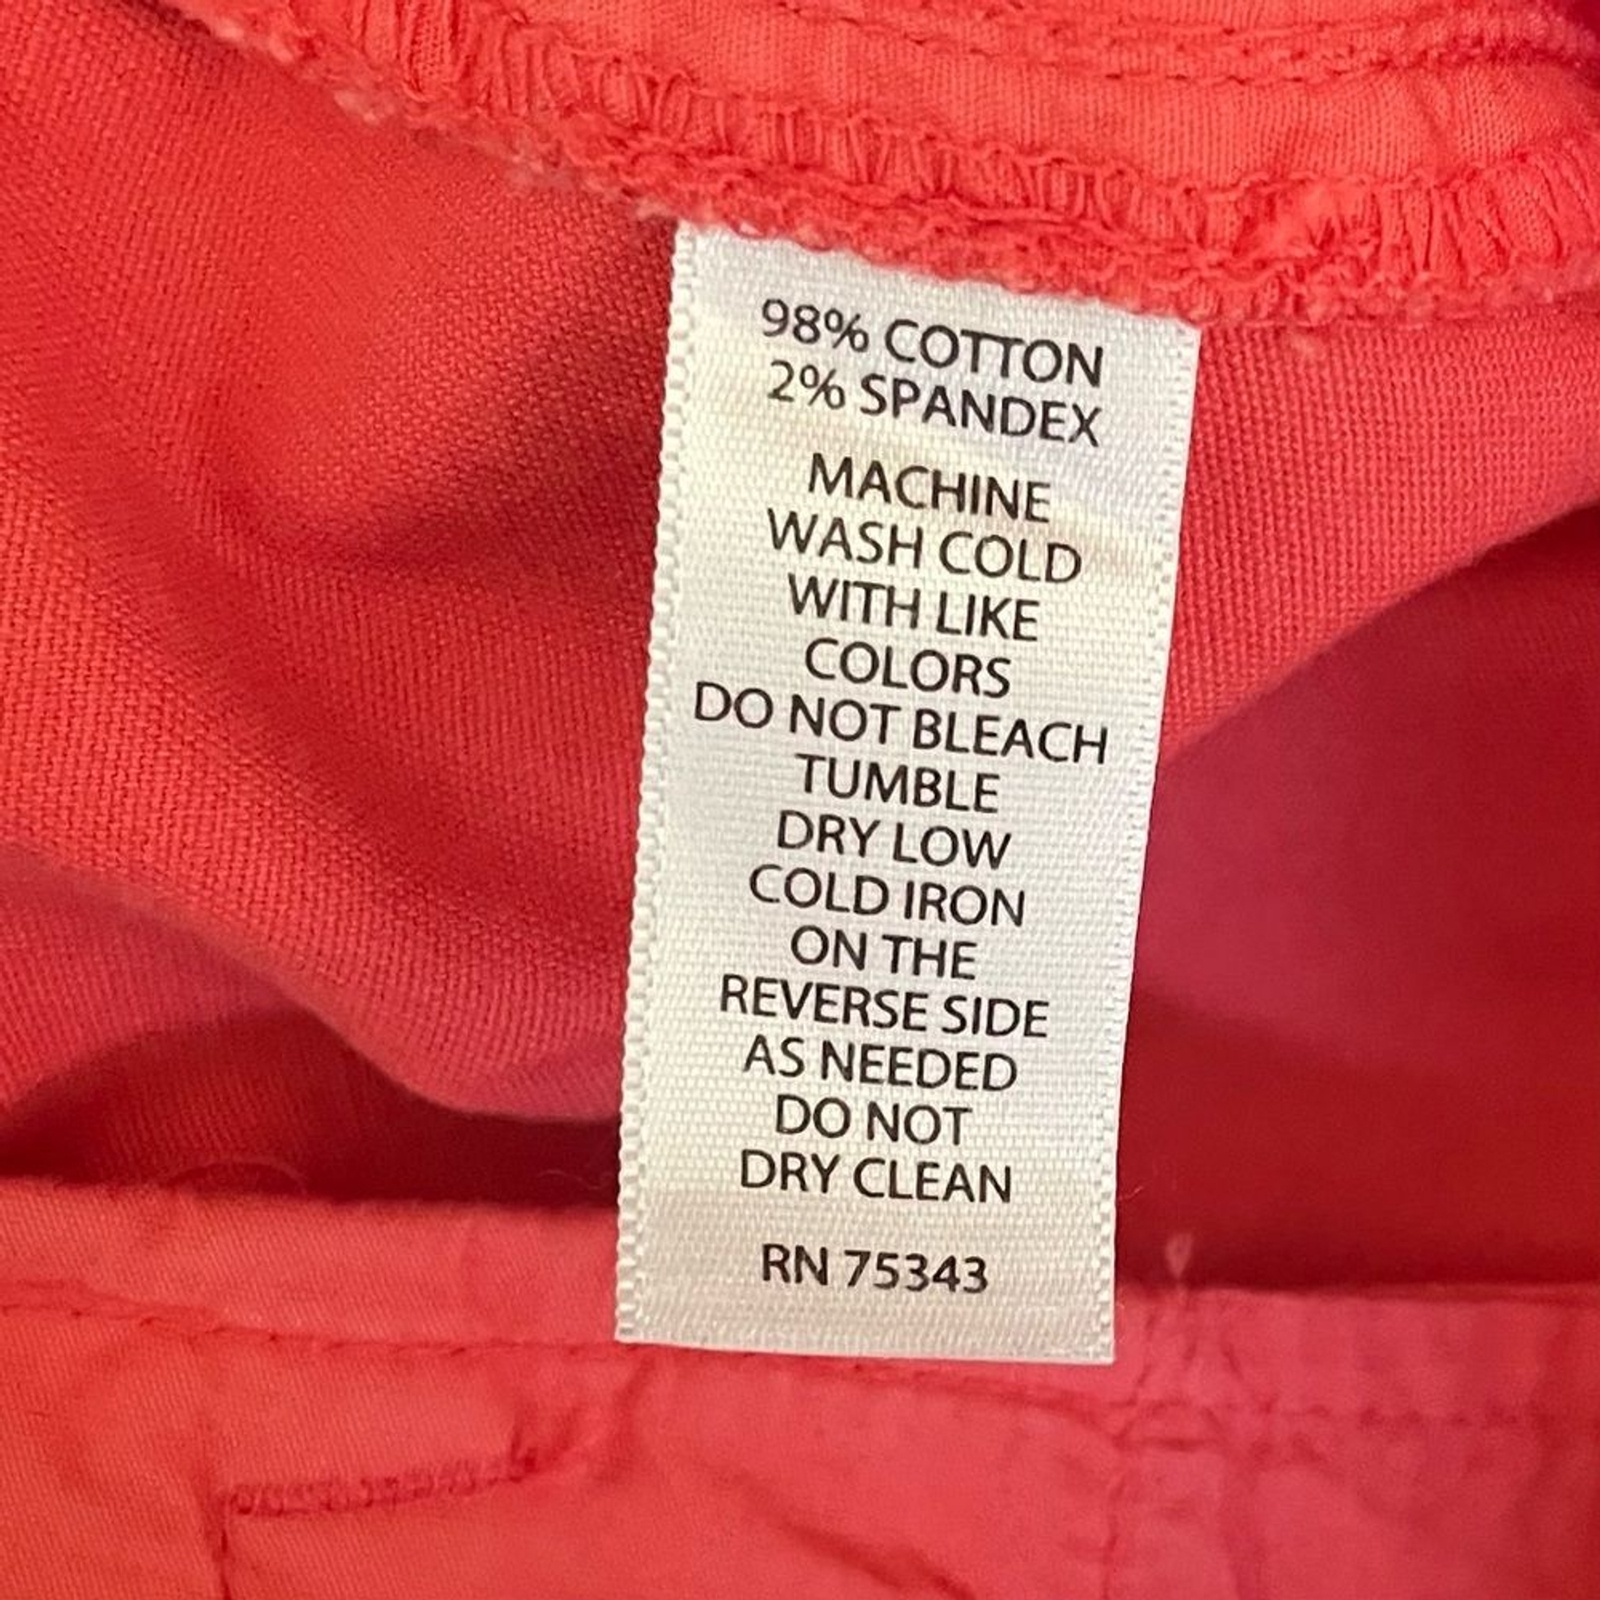 98% COTTON
2% SPANDEX
MACHINE
WASH COLD
WITH LIKE
COLORS
DO NOT BLEACH
TUMBLE
DRY LOW
COLD IRON
ON THE
REVERSE SIDE
AS NEEDED
DO NOT
DRY CLEAN
RN 75343